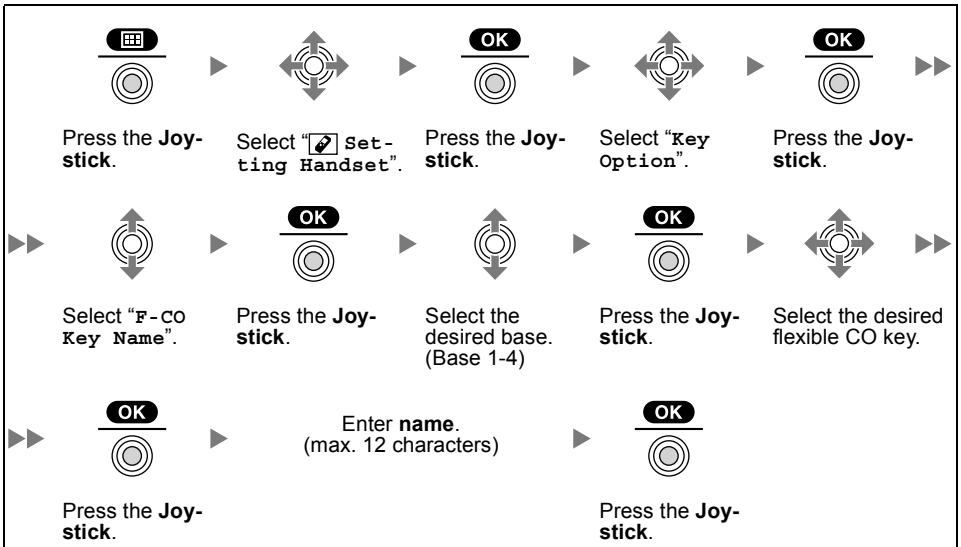 OK OK
Press the Joy-
stick.
Select “Set-
ting Handset”.
Press the Joy-
stick.
Select “Key
Option”.
Press the Joy-
stick.
OK OK
Select “F-CO
Key Name”.
Press the Joy-
stick.
Select the
desired base.
(Base 1-4)
Press the Joy-
stick.
Select the desired
flexible CO key.
OK OK
Press the Joy-
stick.
Enter name.
(max. 12 characters)
Press the Joy-
stick.